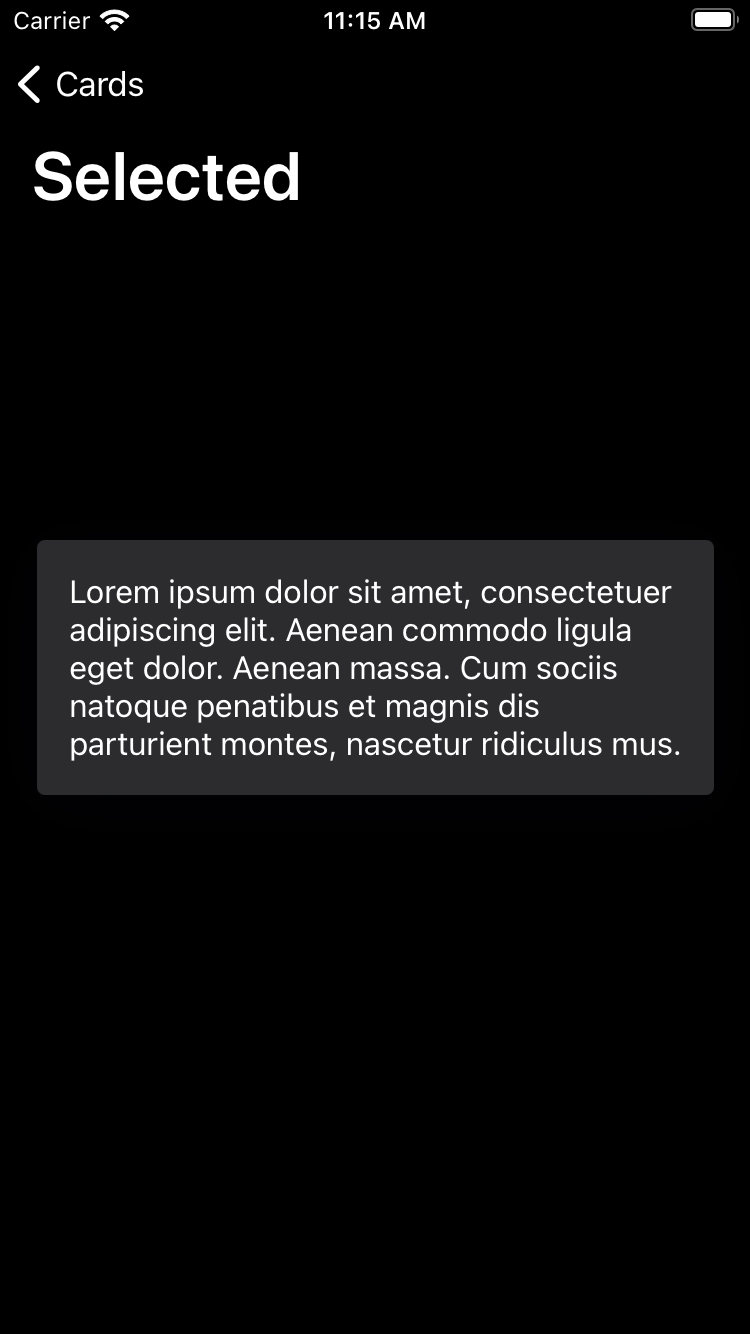 Carrier 11:15 AM
Cards
Selected
Lorem ipsum dolor sit amet, consectetuer
adipiscing elit. Aenean commodo ligula
eget dolor. Aenean massa. Cum sociis
natoque penatibus et magnis dis
parturient montes, nascetur ridiculus mus.